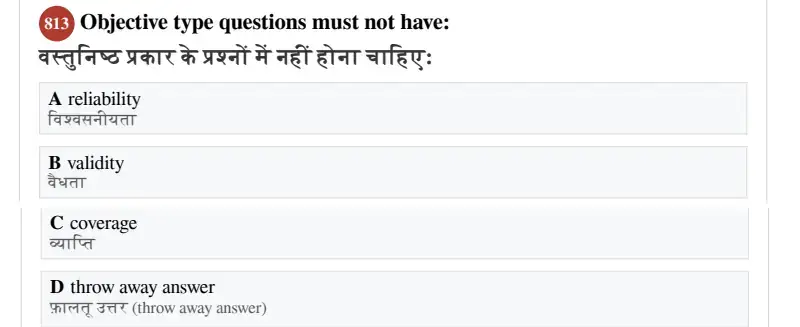 813 Objective type questions must not have:
वस्तुनिष्ठ प्रकार के प्रश्नों में नहीं होना चाहिए:
A reliability
विश्वसनीयता
B validity
वैधता
C coverage
व्याप्ति
D throw away answer
फ़ालतू उत्तर (throw away answer)